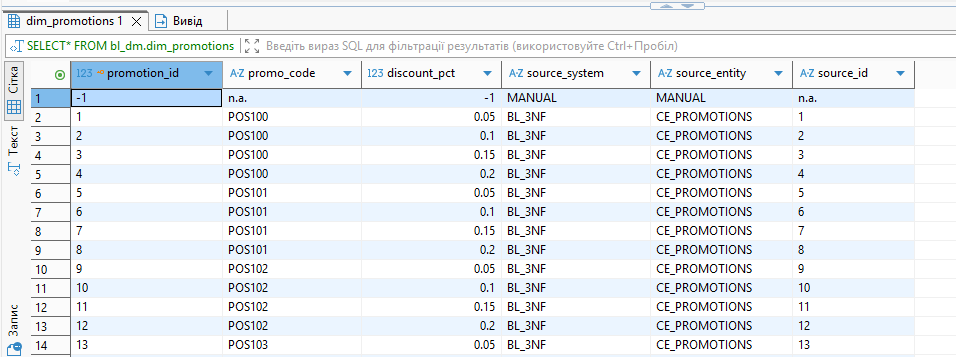 dim_promotions 1 Вивід
SELECT* FROM bl_dm.dim_promotions Введіть вираз SQL для фільтрації результатів (використовуйте Ctrl+Пробіл)
Сітка
Текст
Запис
123 promotion_id A-Z promo_code 123 discount_pct A-Z source_system A-Z source_entity A-Z source_id
1 -1 n.a. -1 MANUAL MANUAL n.a.
2 1 POS100 0.05 BL_3NF CE_PROMOTIONS 1
3 2 POS100 0.1 BL_3NF CE_PROMOTIONS 2
4 3 POS100 0.15 BL_3NF CE_PROMOTIONS 3
5 4 POS100 0.2 BL_3NF CE_PROMOTIONS 4
6 5 POS101 0.05 BL_3NF CE_PROMOTIONS 5
7 6 POS101 0.1 BL_3NF CE_PROMOTIONS 6
8 7 POS101 0.15 BL_3NF CE_PROMOTIONS 7
9 8 POS101 0.2 BL_3NF CE_PROMOTIONS 8
10 9 POS102 0.05 BL_3NF CE_PROMOTIONS 9
11 10 POS102 0.1 BL_3NF CE_PROMOTIONS 10
12 11 POS102 0.15 BL_3NF CE_PROMOTIONS 11
13 12 POS102 0.2 BL_3NF CE_PROMOTIONS 12
14 13 POS103 0.05 BL_3NF CE_PROMOTIONS 13